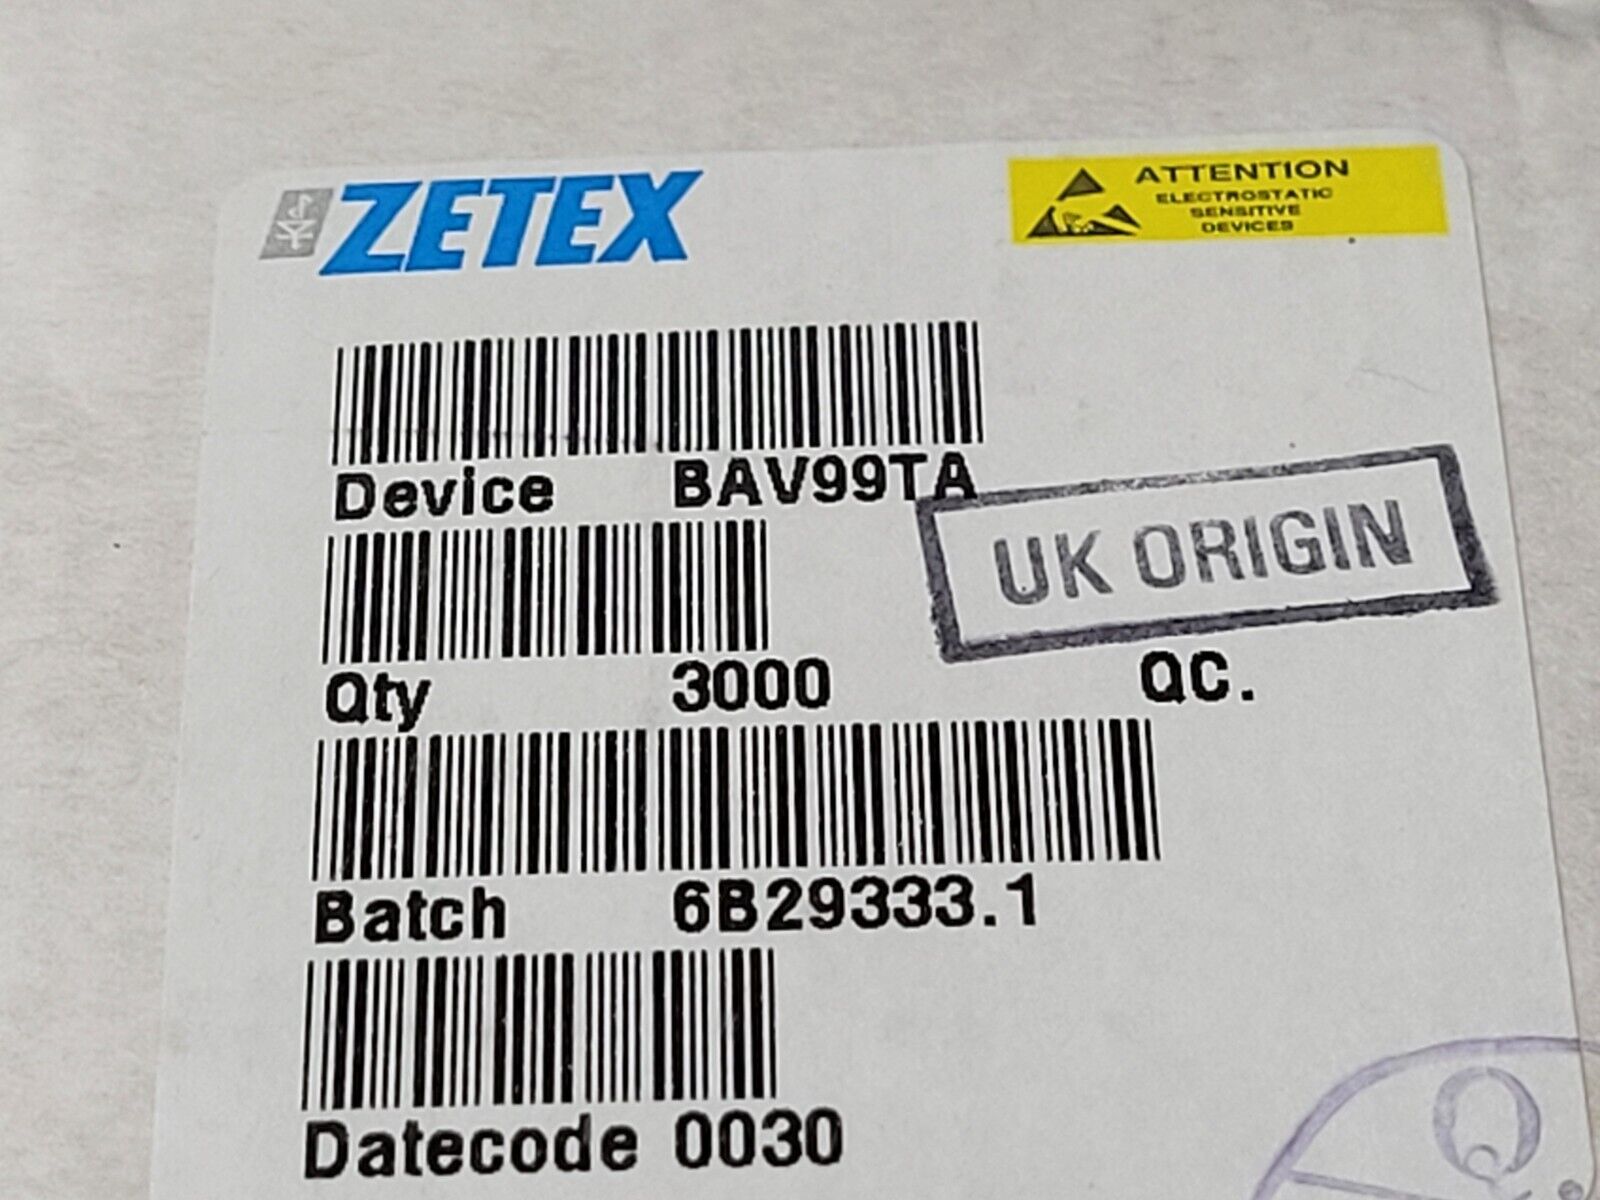 ZETEX
ATTENTION
ELECTROSTATIC
SENSITIVE
DEVICES
Device BAV99TA
UK ORIGIN
Qty 3000 QC.
Batch 6B29333.1
Datecode 0030
Q